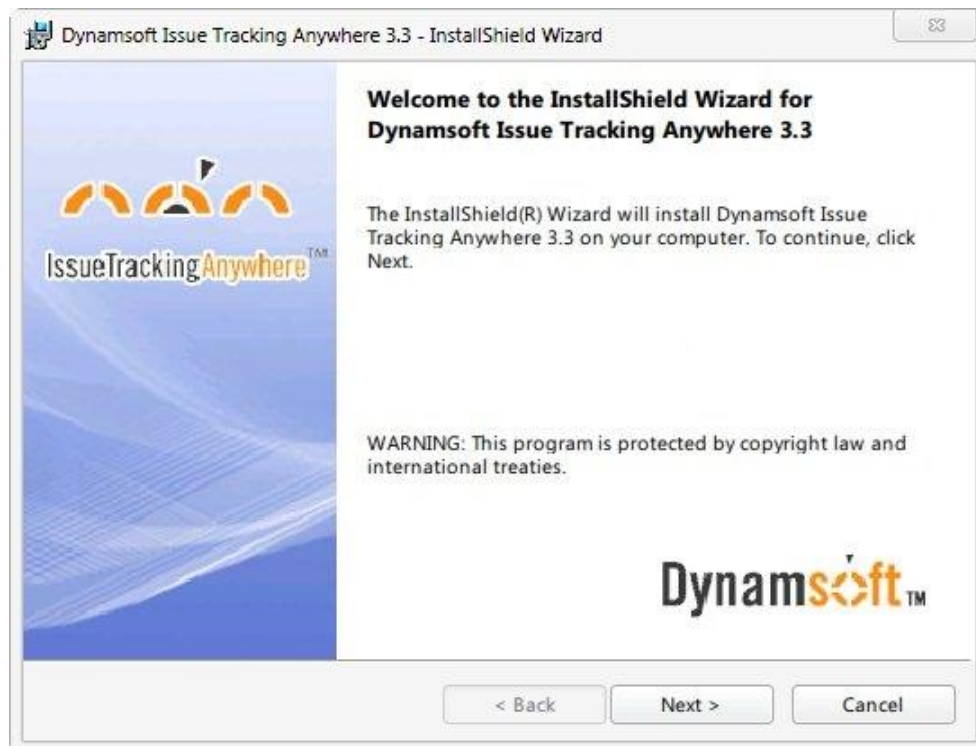 Dynamsoft Issue Tracking Anywhere 3.3 - InstallShield Wizard
Welcome to the InstallShield Wizard for
Dynamsoft Issue Tracking Anywhere 3.3
IssueTrackingAnywhere™
The InstallShield(R) Wizard will install Dynamsoft Issue
Tracking Anywhere 3.3 on your computer. To continue, click
Next.
WARNING: This program is protected by copyright law and
international treaties.
Dynamsoft™
< Back
Next >
Cancel